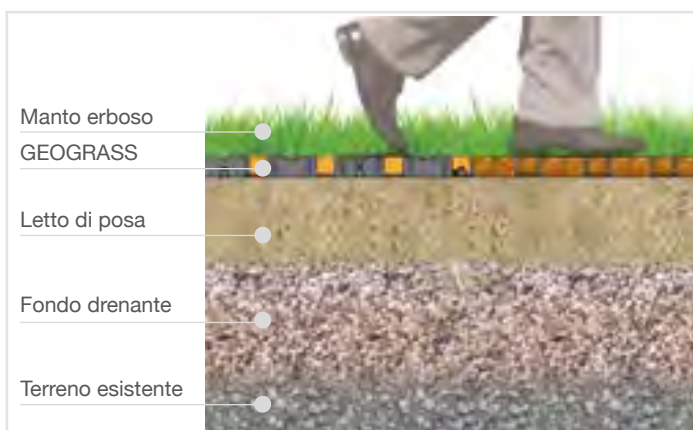 Manto erboso
GEOGRASS
Letto di posa
Fondo drenante
Terreno esistente